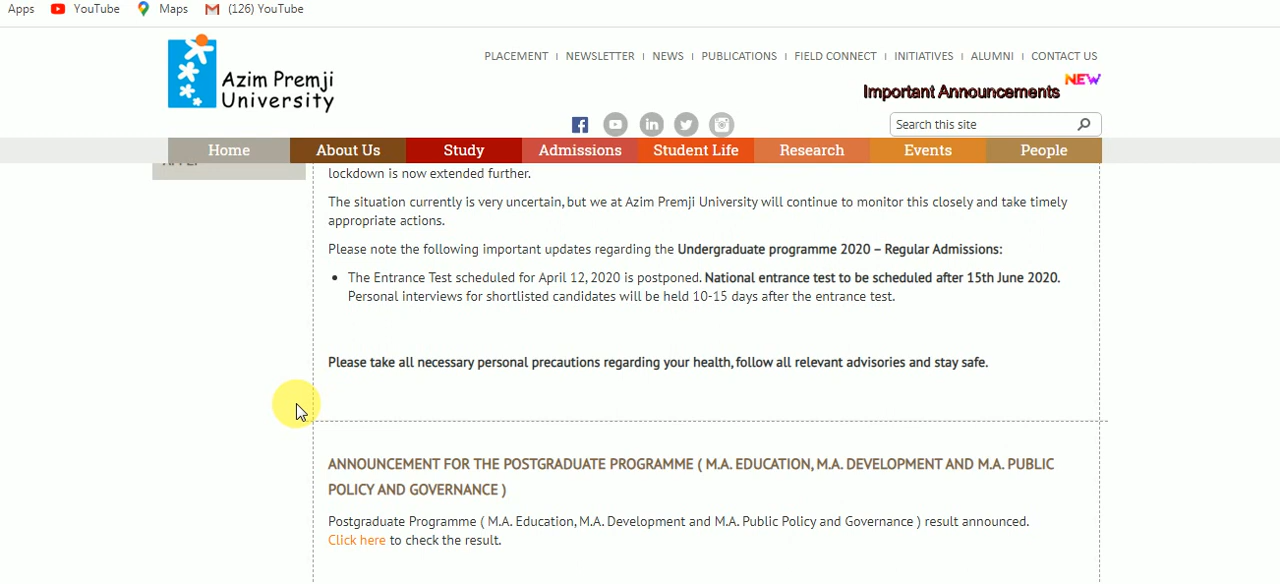 Apps YouTube Maps (126) YouTube
Azim Premji
University
PLACEMENT | NEWSLETTER | NEWS | PUBLICATIONS | FIELD CONNECT | INITIATIVES | ALUMNI | CONTACT US
Important Announcements NEW
Search this site
Home About Us Study Admissions Student Life Research Events People
lockdown is now extended further.
The situation currently is very uncertain, but we at Azim Premji University will continue to monitor this closely and take timely
appropriate actions.
Please note the following important updates regarding the Undergraduate programme 2020 – Regular Admissions:
• The Entrance Test scheduled for April 12, 2020 is postponed. National entrance test to be scheduled after 15th June 2020.
Personal interviews for shortlisted candidates will be held 10-15 days after the entrance test.
Please take all necessary personal precautions regarding your health, follow all relevant advisories and stay safe.
ANNOUNCEMENT FOR THE POSTGRADUATE PROGRAMME ( M.A. EDUCATION, M.A. DEVELOPMENT AND M.A. PUBLIC
POLICY AND GOVERNANCE )
Postgraduate Programme ( M.A. Education, M.A. Development and M.A. Public Policy and Governance ) result announced.
Click here to check the result.